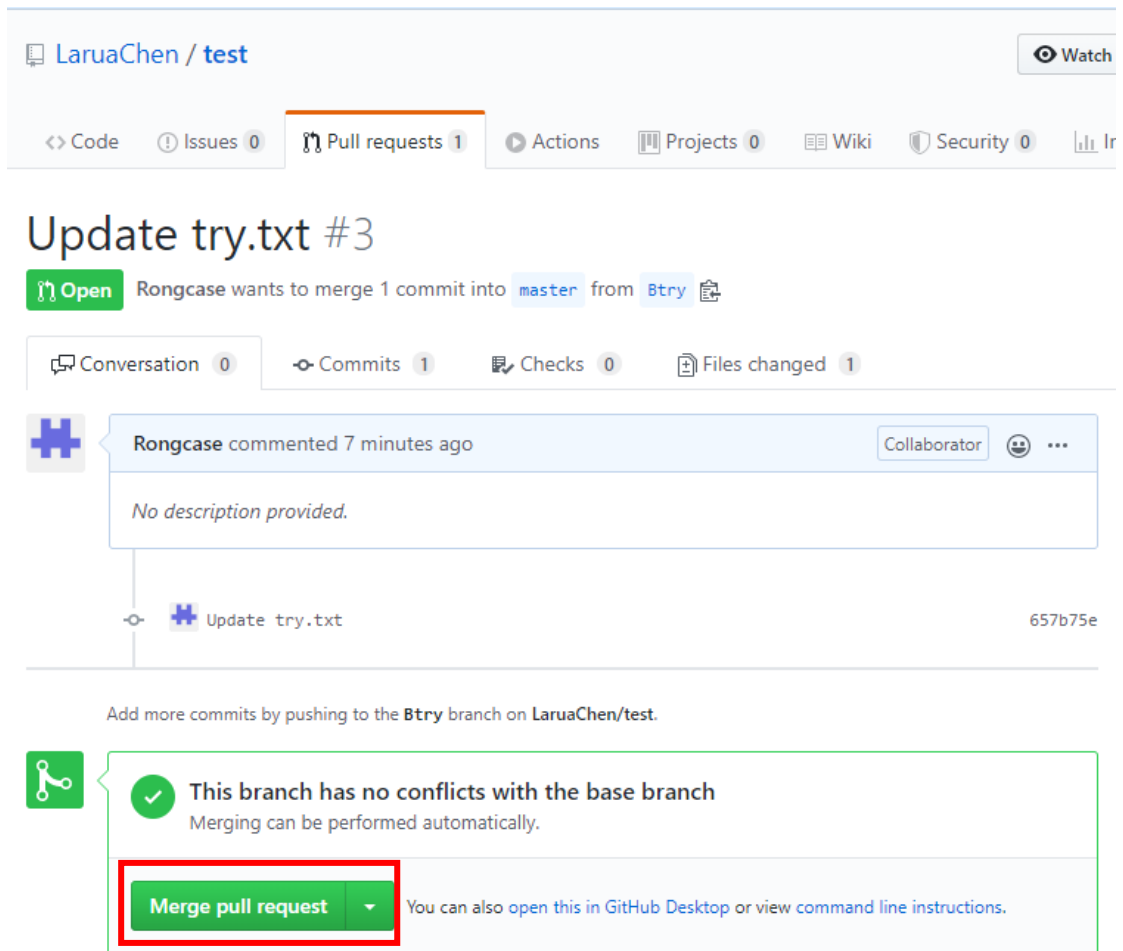 LaruaChen / test
Watch
Code Issues 0 Pull requests 1 Actions Projects 0 Wiki Security 0
Update try.txt #3
Open Rongcase wants to merge 1 commit into master from Btry
Conversation 0 Commits 1 Checks 0 Files changed 1
Rongcase commented 7 minutes ago Collaborator
No description provided.
Update try.txt 657b75e
Add more commits by pushing to the Btry branch on LaruaChen/test.
This branch has no conflicts with the base branch
Merging can be performed automatically.
Merge pull request You can also open this in GitHub Desktop or view command line instructions.